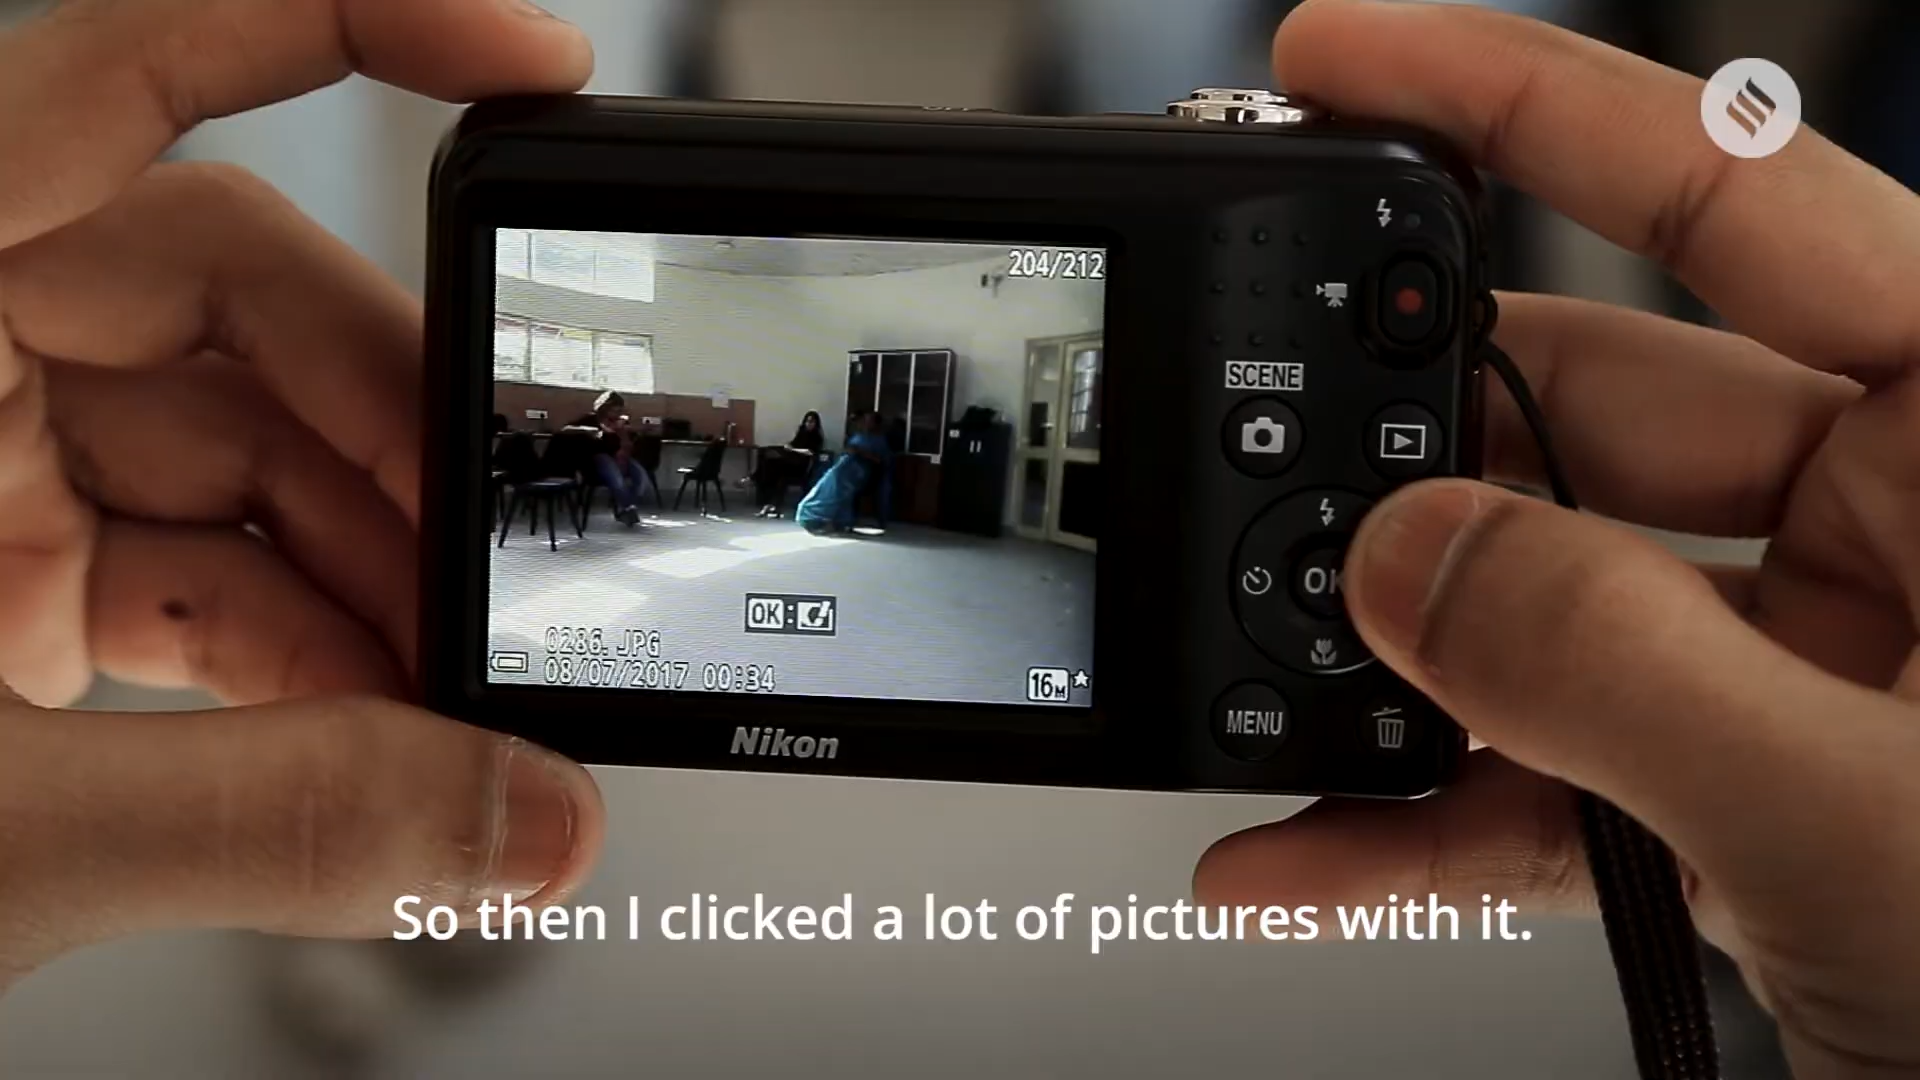 204/212
SCENE
OK
OK:
0286. JPG
08/07/2017 00:34
16M
MENU
Nikon
So then I clicked a lot of pictures with it.